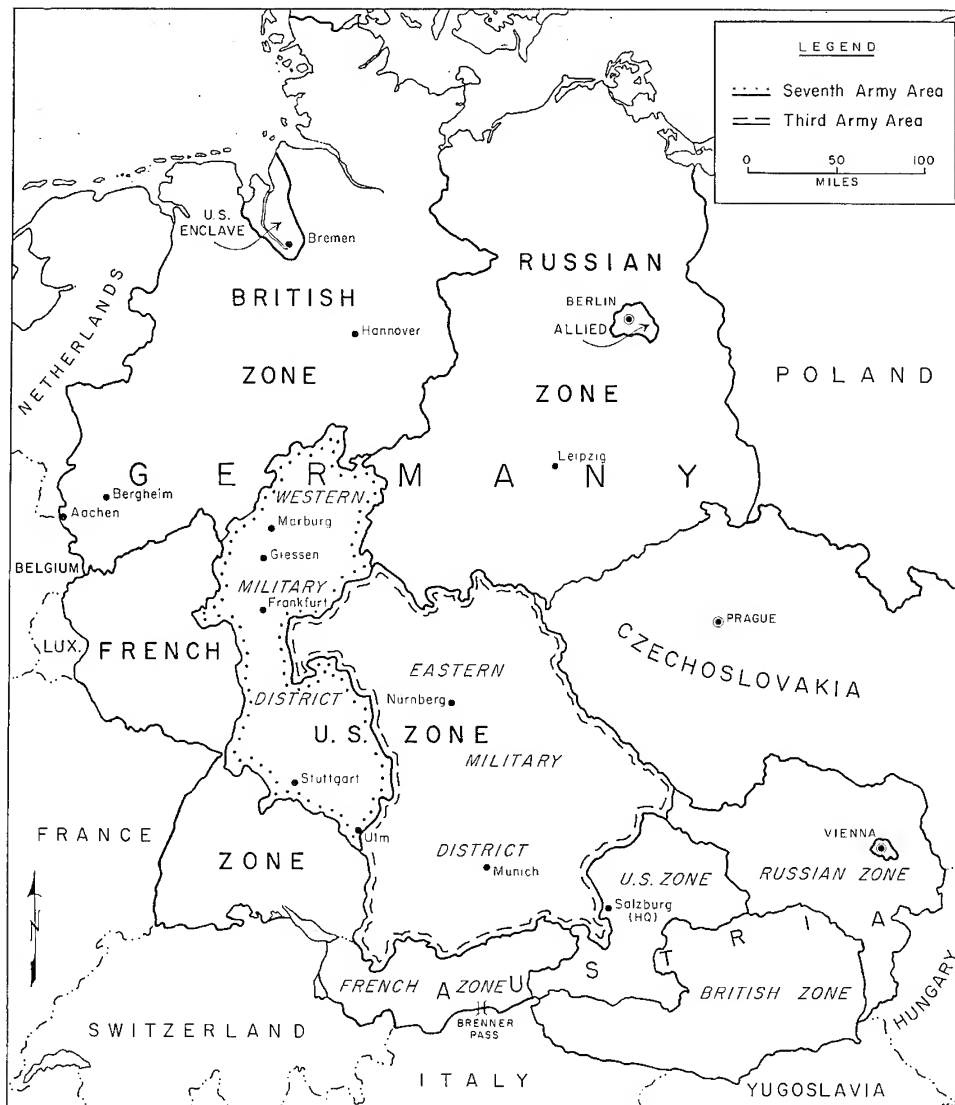 LEGEND
Seventh Army Area
Third Army Area
0 50 100
MILES
U.S.
ENCLAVE
Bremen
RUSSIAN
BRITISH
BERLIN
ALLIED
Hannover
NETHERLANDS
ZONE
ZONE
POLAND
Leipzig
GERMANY
Bergheim
WESTERN
Aachen
Marburg
Giessen
BELGIUM
MILITARY
Frankfurt
PRAGUE
LUX.
FRENCH
CZECHOSLOVAKIA
EASTERN
DISTRICT
Nürnberg
U.S. ZONE
MILITARY
Stuttgart
FRANCE
Ulm
VIENNA
ZONE
DISTRICT
Munich
U.S. ZONE
RUSSIAN ZONE
Salzburg
(HQ)
N
AUSTRIA
FRENCH ZONE
BRITISH ZONE
HUNGARY
BRENNER
PASS
SWITZERLAND
ITALY
YUGOSLAVIA